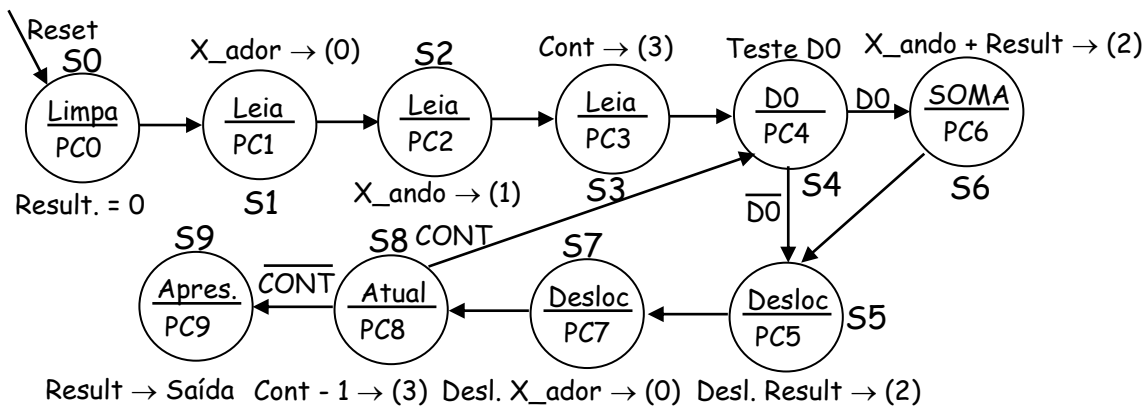 Reset
S0
Limpa
PC0
Result. = 0
X_ador → (0)
Leia
PC1
S1
S2
Leia
PC2
X_ando → (1)
Cont → (3)
Leia
PC3
S3
Teste D0
D0
PC4
S4
D0
D0
X_ando + Result → (2)
SOMA
PC6
S6
S9
Apres.
PC9
Result → Saída
CONT
S8
CONT
Atual
PC8
Cont - 1 → (3)
S7
Desloc
PC7
Desl. X_ador → (0)
Desloc
PC5
S5
Desl. Result → (2)